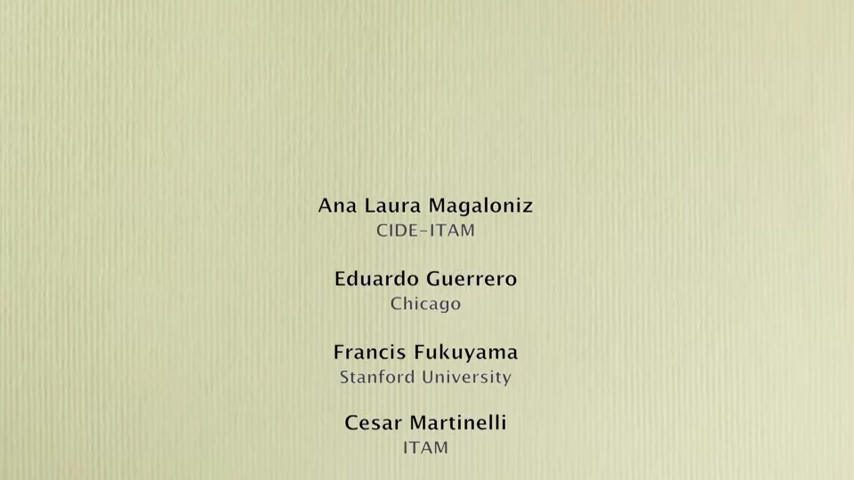 Ana Laura Magaloniz
CIDE-ITAM
Eduardo Guerrero
Chicago
Francis Fukuyama
Stanford University
Cesar Martinelli
ITAM